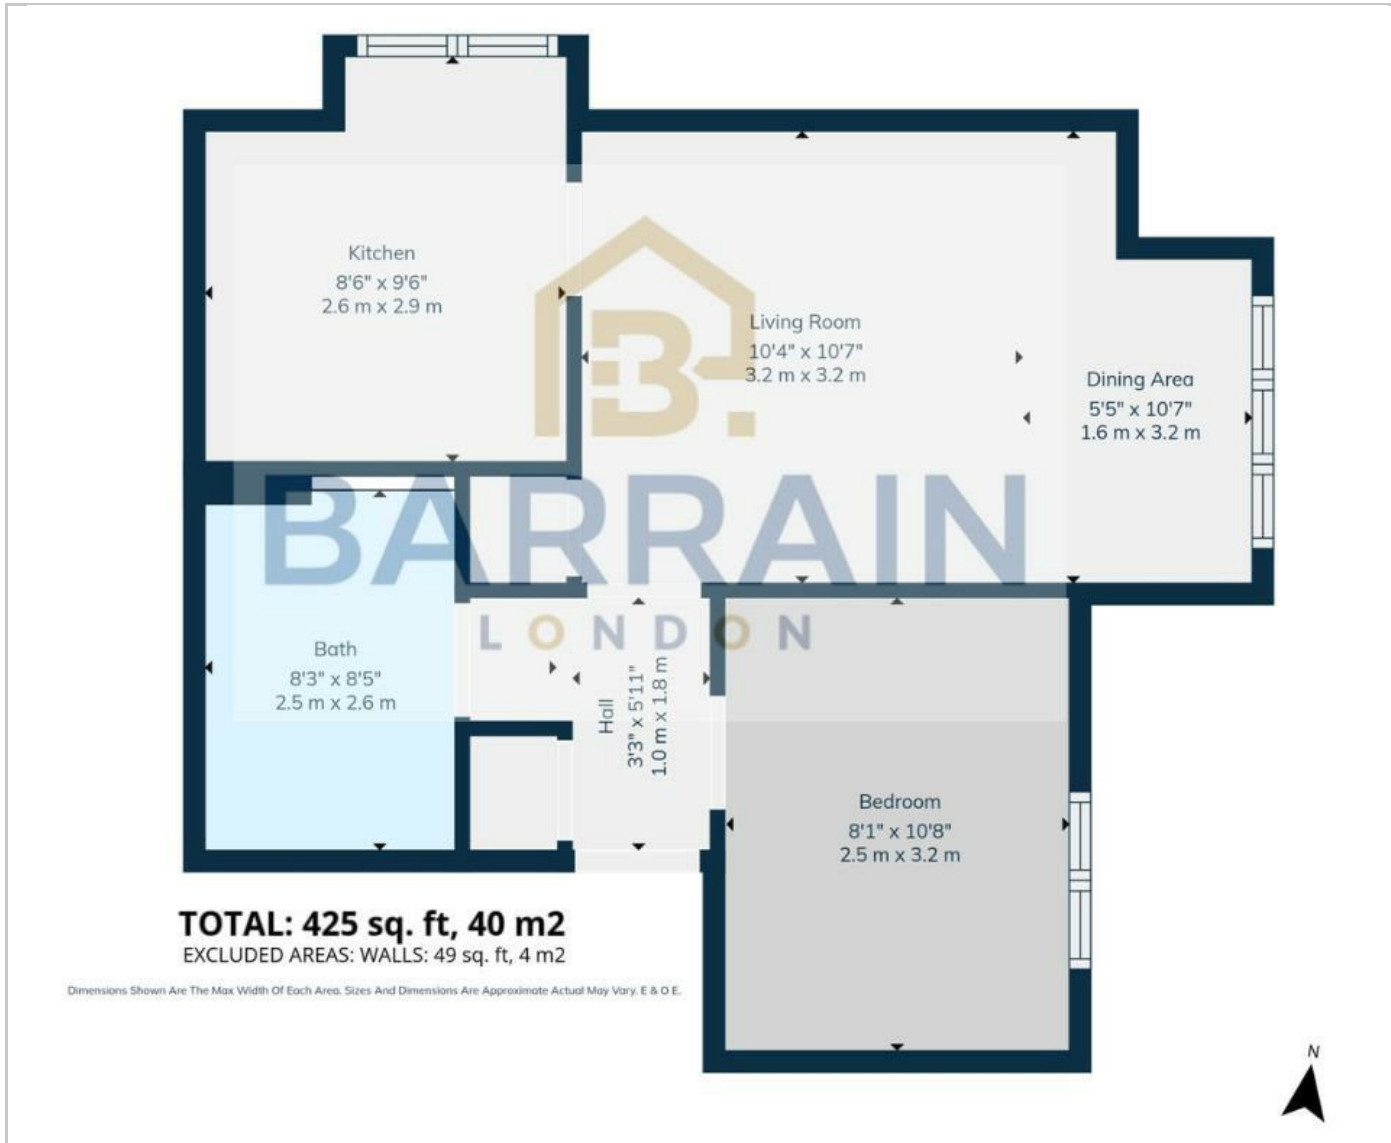 Kitchen
8'6" x 9'6"
2.6 m x 2.9 m
Living Room
10'4" x 10'7"
3.2 m x 3.2 m
Dining Area
5'5" x 10'7"
1.6 m x 3.2 m
B.
BARRAIN
LONDON
Bath
8'3" x 8'5"
2.5 m x 2.6 m
Hall
3'3" x 5'11"
1.0 m x 1.8 m
Bedroom
8'1" x 10'8"
2.5 m x 3.2 m
TOTAL: 425 sq. ft, 40 m2
EXCLUDED AREAS: WALLS: 49 sq. ft, 4 m2
Dimensions Shown Are The Max Width Of Each Area. Sizes And Dimensions Are Approximate Actual May Vary. E & O E.
N